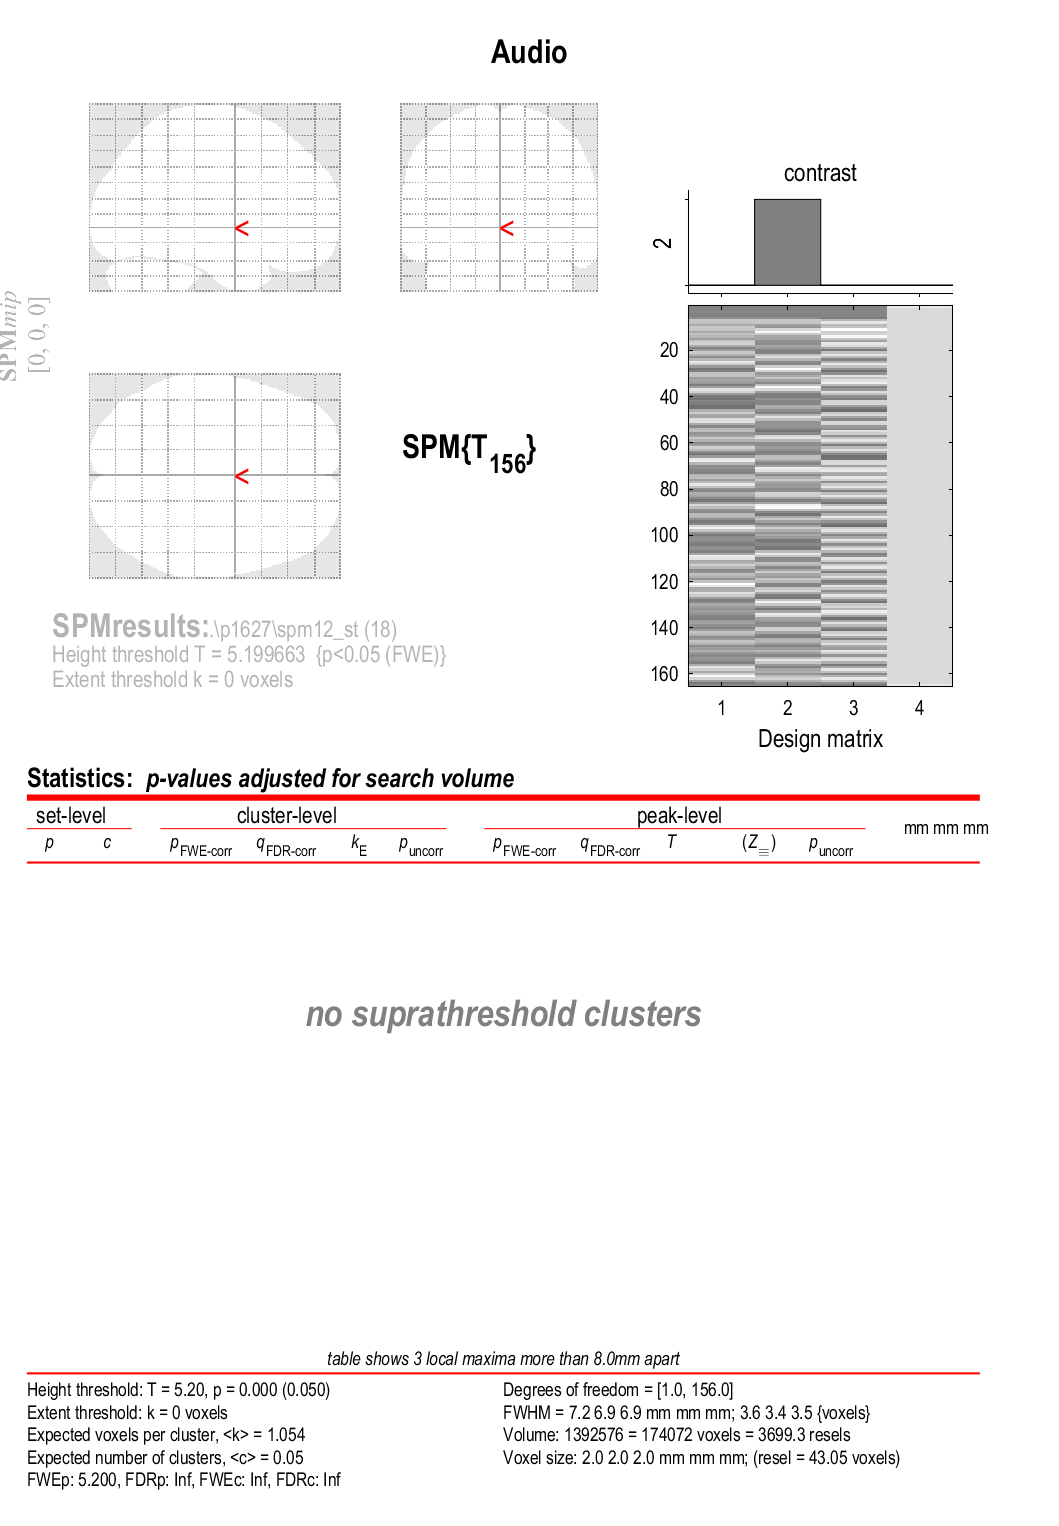 Audio
SPMmip
[0, 0, 0]
<
<
<
SPM{T156}
contrast
2
20
40
60
80
100
120
140
160
1 2 3 4
Design matrix
SPMresults:.\p1627\spm12_st (18)
Height threshold T = 5.199663 {p<0.05 (FWE)}
Extent threshold k = 0 voxels
Statistics: p-values adjusted for search volume
set-level cluster-level peak-level mm mm mm
p c pFWE-corr qFDR-corr kE puncorr pFWE-corr qFDR-corr T (Z≡) puncorr
no suprathreshold clusters
table shows 3 local maxima more than 8.0mm apart
Height threshold: T = 5.20, p = 0.000 (0.050)
Extent threshold: k = 0 voxels
Expected voxels per cluster, <k> = 1.054
Expected number of clusters, <c> = 0.05
FWEp: 5.200, FDRp: Inf, FWEc: Inf, FDRc: Inf
Degrees of freedom = [1.0, 156.0]
FWHM = 7.2 6.9 6.9 mm mm mm; 3.6 3.4 3.5 {voxels}
Volume: 1392576 = 174072 voxels = 3699.3 resels
Voxel size: 2.0 2.0 2.0 mm mm mm; (resel = 43.05 voxels)